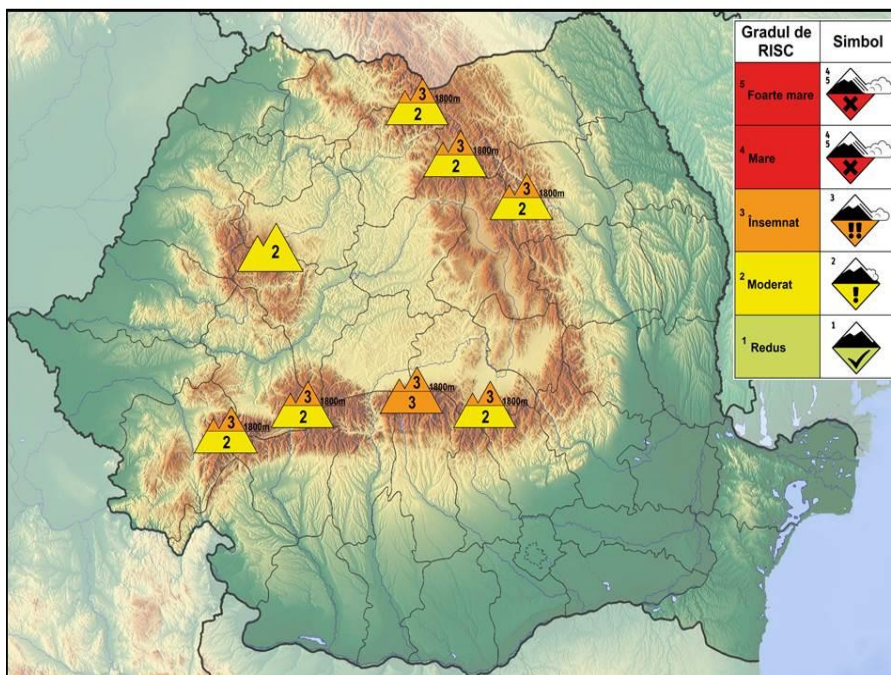 Gradul de
RISC
Simbol
5 Foarte mare
4
5
4 Mare
4
5
3 Însemnat
3
!!
2 Moderat
2
!
1 Redus
1
3
1800m
2
3
1800m
2
3
1800m
2
2
3
1800m
3
3
1800m
2
3
1800m
2
3
1800m
2